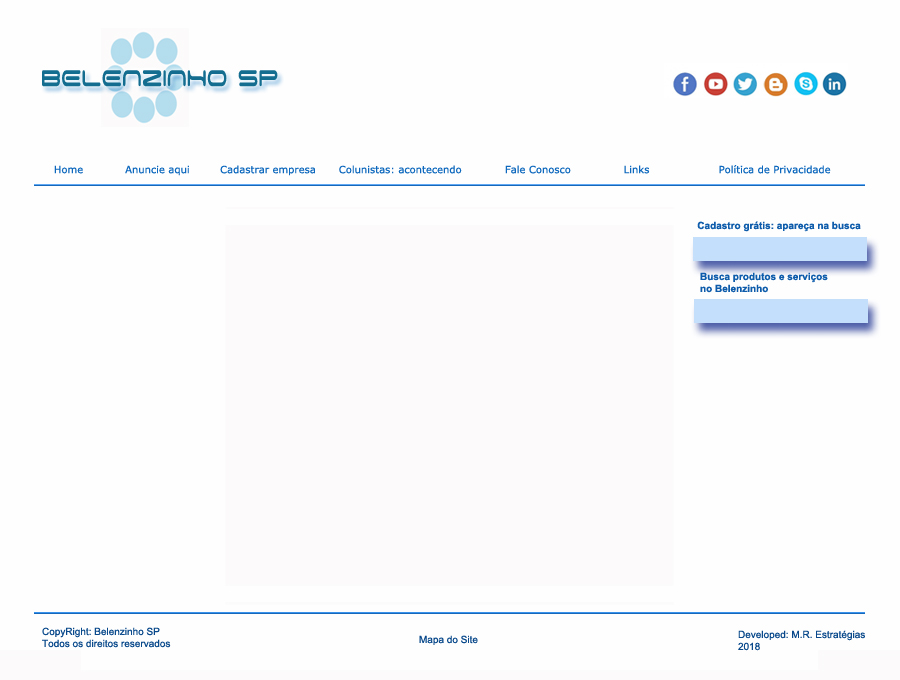 BELENZINHO SP
Home Anuncie aqui Cadastrar empresa Colunistas: acontecendo Fale Conosco Links Política de Privacidade
Cadastro grátis: apareça na busca
Busca produtos e serviços
no Belenzinho
CopyRight: Belenzinho SP
Todos os direitos reservados
Mapa do Site
Developed: M.R. Estratégias
2018